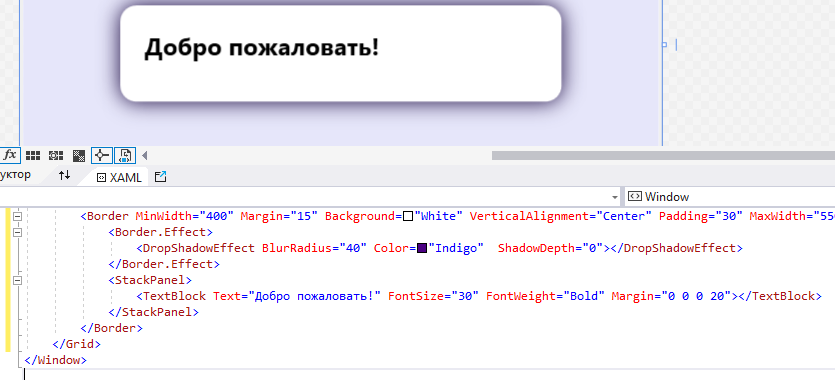 Добро пожаловать!
fx
уктор XAML
Window
<Border MinWidth="400" Margin="15" Background="White" VerticalAlignment="Center" Padding="30" MaxWidth="55
<Border.Effect>
<DropShadowEffect BlurRadius="40" Color="Indigo"  ShadowDepth="0"></DropShadowEffect>
</Border.Effect>
<StackPanel>
<TextBlock Text="Добро пожаловать!" FontSize="30" FontWeight="Bold" Margin="0 0 0 20"></TextBlock>
</StackPanel>
</Border>
</Grid>
</Window>